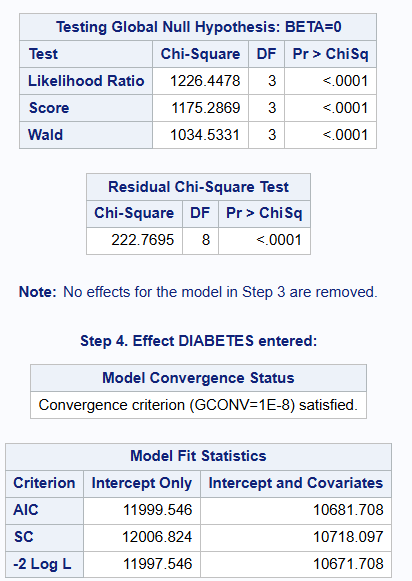 Testing Global Null Hypothesis: BETA=0
Test Chi-Square DF Pr > ChiSq
Likelihood Ratio 1226.4478 3 <.0001
Score 1175.2869 3 <.0001
Wald 1034.5331 3 <.0001
Residual Chi-Square Test
Chi-Square DF Pr > ChiSq
222.7695 8 <.0001
Note: No effects for the model in Step 3 are removed.
Step 4. Effect DIABETES entered:
Model Convergence Status
Convergence criterion (GCONV=1E-8) satisfied.
Model Fit Statistics
Criterion Intercept Only Intercept and Covariates
AIC 11999.546 10681.708
SC 12006.824 10718.097
-2 Log L 11997.546 10671.708